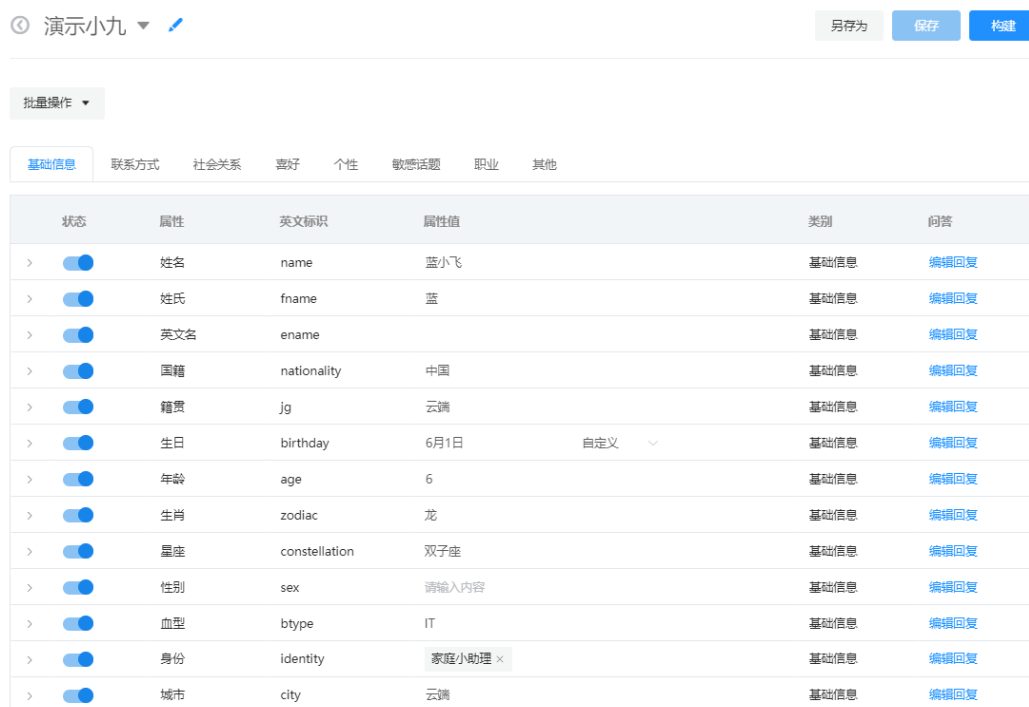 演示小九
另存为 保存 构建
批量操作
基础信息 联系方式 社会关系 喜好 个性 敏感话题 职业 其他
状态 属性 英文标识 属性值 类别 问答
姓名 name 蓝小飞 基础信息 编辑回复
姓氏 fname 蓝 基础信息 编辑回复
英文名 ename 基础信息 编辑回复
国籍 nationality 中国 基础信息 编辑回复
籍贯 jg 云端 基础信息 编辑回复
生日 birthday 6月1日 自定义 基础信息 编辑回复
年龄 age 6 基础信息 编辑回复
生肖 zodiac 龙 基础信息 编辑回复
星座 constellation 双子座 基础信息 编辑回复
性别 sex 请输入内容 基础信息 编辑回复
血型 btype IT 基础信息 编辑回复
身份 identity 家庭小助理 × 基础信息 编辑回复
城市 city 云端 基础信息 编辑回复